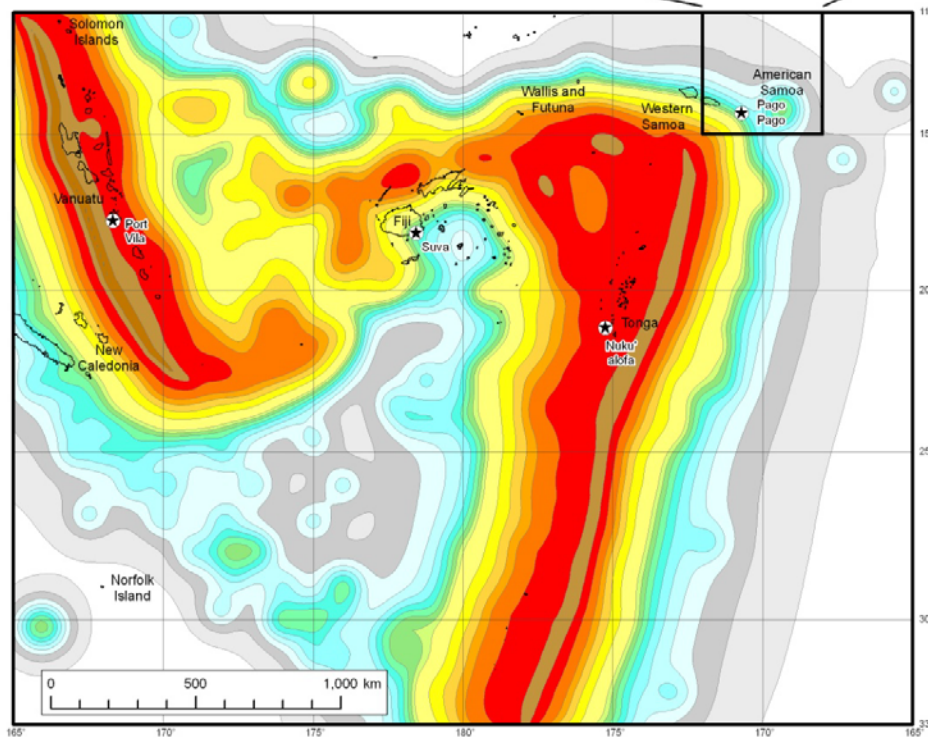 Solomon
Islands
American
Samoa
Pago
Pago
Wallis and
Futuna
Western
Samoa
15
Vanuatu
Port
Vila
Fiji
Suva
20
Tonga
Nuku'
alofa
New
Caledonia
25
Norfolk
Island
30
0 500 1,000 km
165° 170° 175° 180° 175° 170° 165°